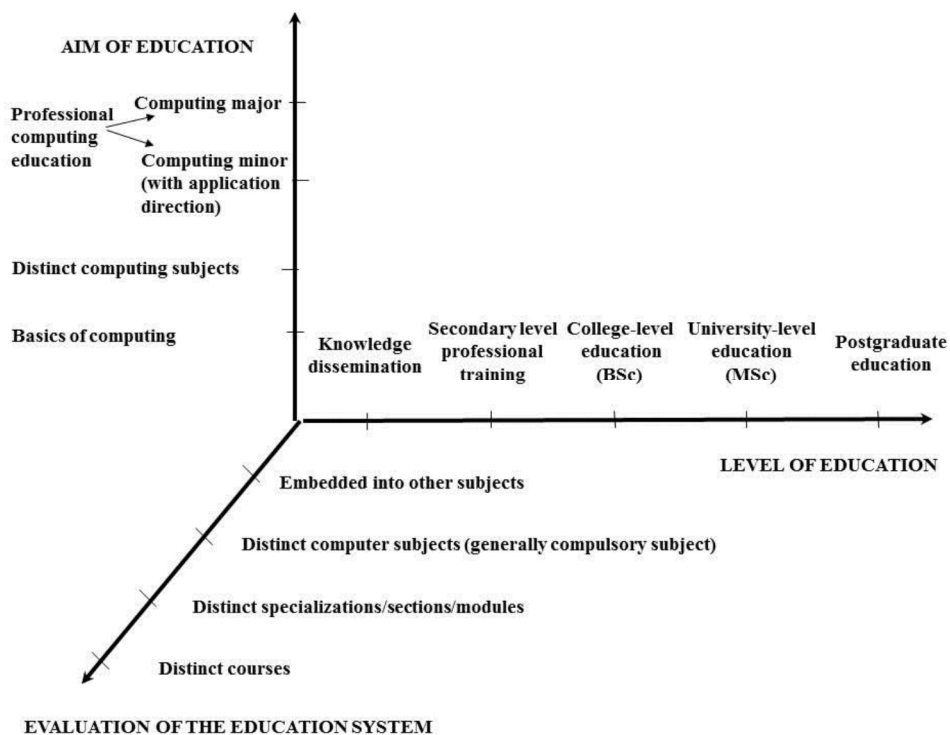 AIM OF EDUCATION
Computing major
Professional
computing
education
Computing minor
(with application
direction)
Distinct computing subjects
Basics of computing
Knowledge
dissemination
Secondary level
professional
training
College-level
education
(BSc)
University-level
education
(MSc)
Postgraduate
education
LEVEL OF EDUCATION
Embedded into other subjects
Distinct computer subjects (generally compulsory subject)
Distinct specializations/sections/modules
Distinct courses
EVALUATION OF THE EDUCATION SYSTEM